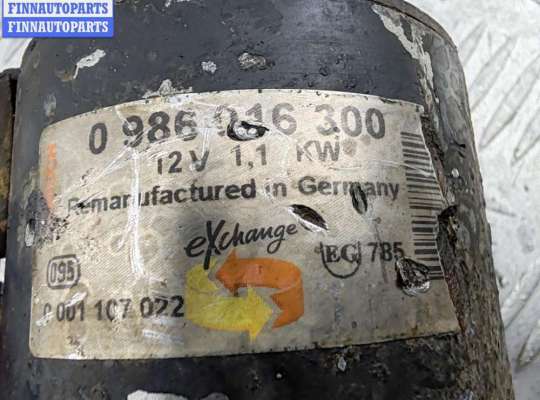 FINNAUTOPARTS
FINNAUTOPARTS
0 986 016 300
12V 1,1 KW
Remanufactured in Germany
eXchange
EG 785
095
0 001 107 022